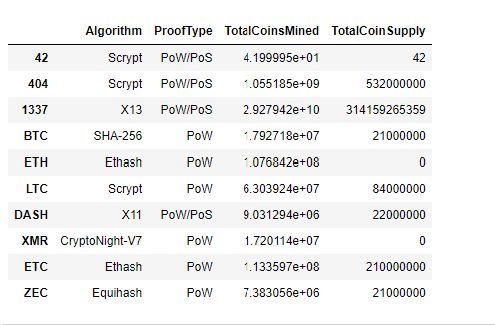 Algorithm ProofType TotalCoinsMined TotalCoinSupply
42 Scrypt PoW/PoS 4.199995e+01 42
404 Scrypt PoW/PoS 1.055185e+09 532000000
1337 X13 PoW/PoS 2.927942e+10 314159265359
BTC SHA-256 PoW 1.792718e+07 21000000
ETH Ethash PoW 1.076842e+08 0
LTC Scrypt PoW 6.303924e+07 84000000
DASH X11 PoW/PoS 9.031294e+06 22000000
XMR CryptoNight-V7 PoW 1.720114e+07 0
ETC Ethash PoW 1.133597e+08 210000000
ZEC Equihash PoW 7.383056e+06 21000000